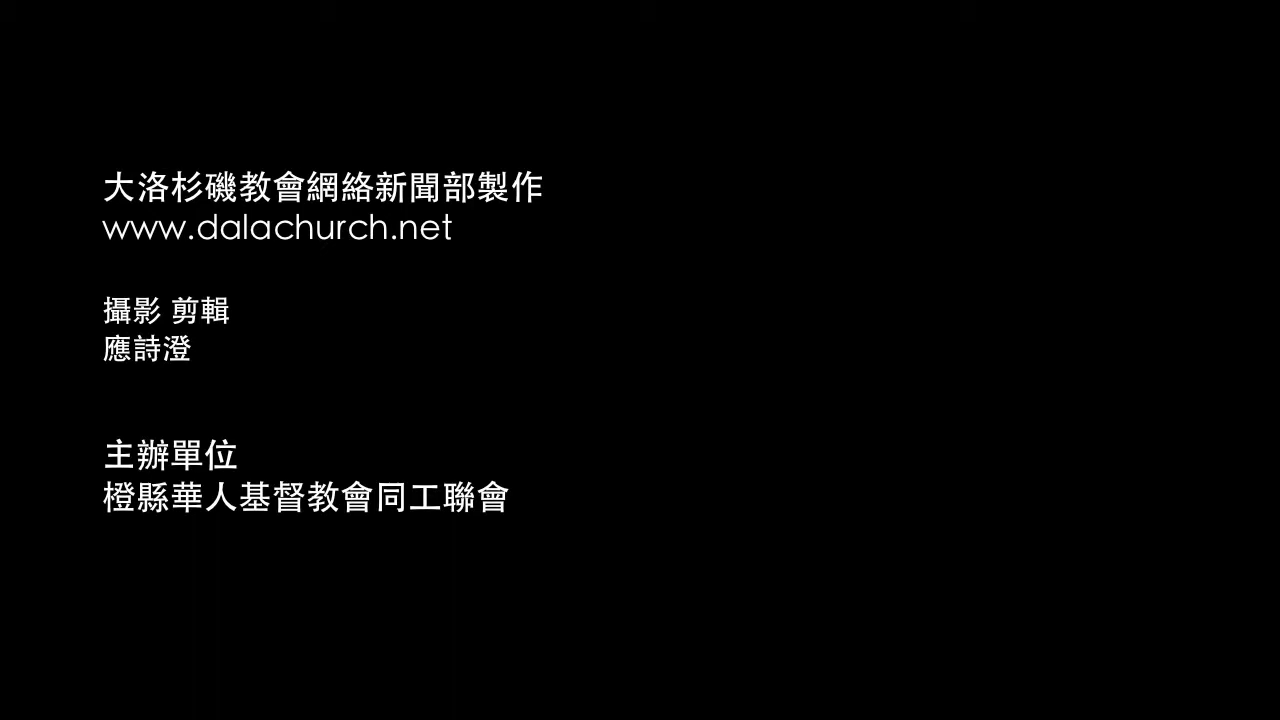 大洛杉磯教會網絡新聞部製作
www.dalachurch.net
攝影 剪輯
應詩澄
主辦單位
橙縣華人基督教會同工聯會